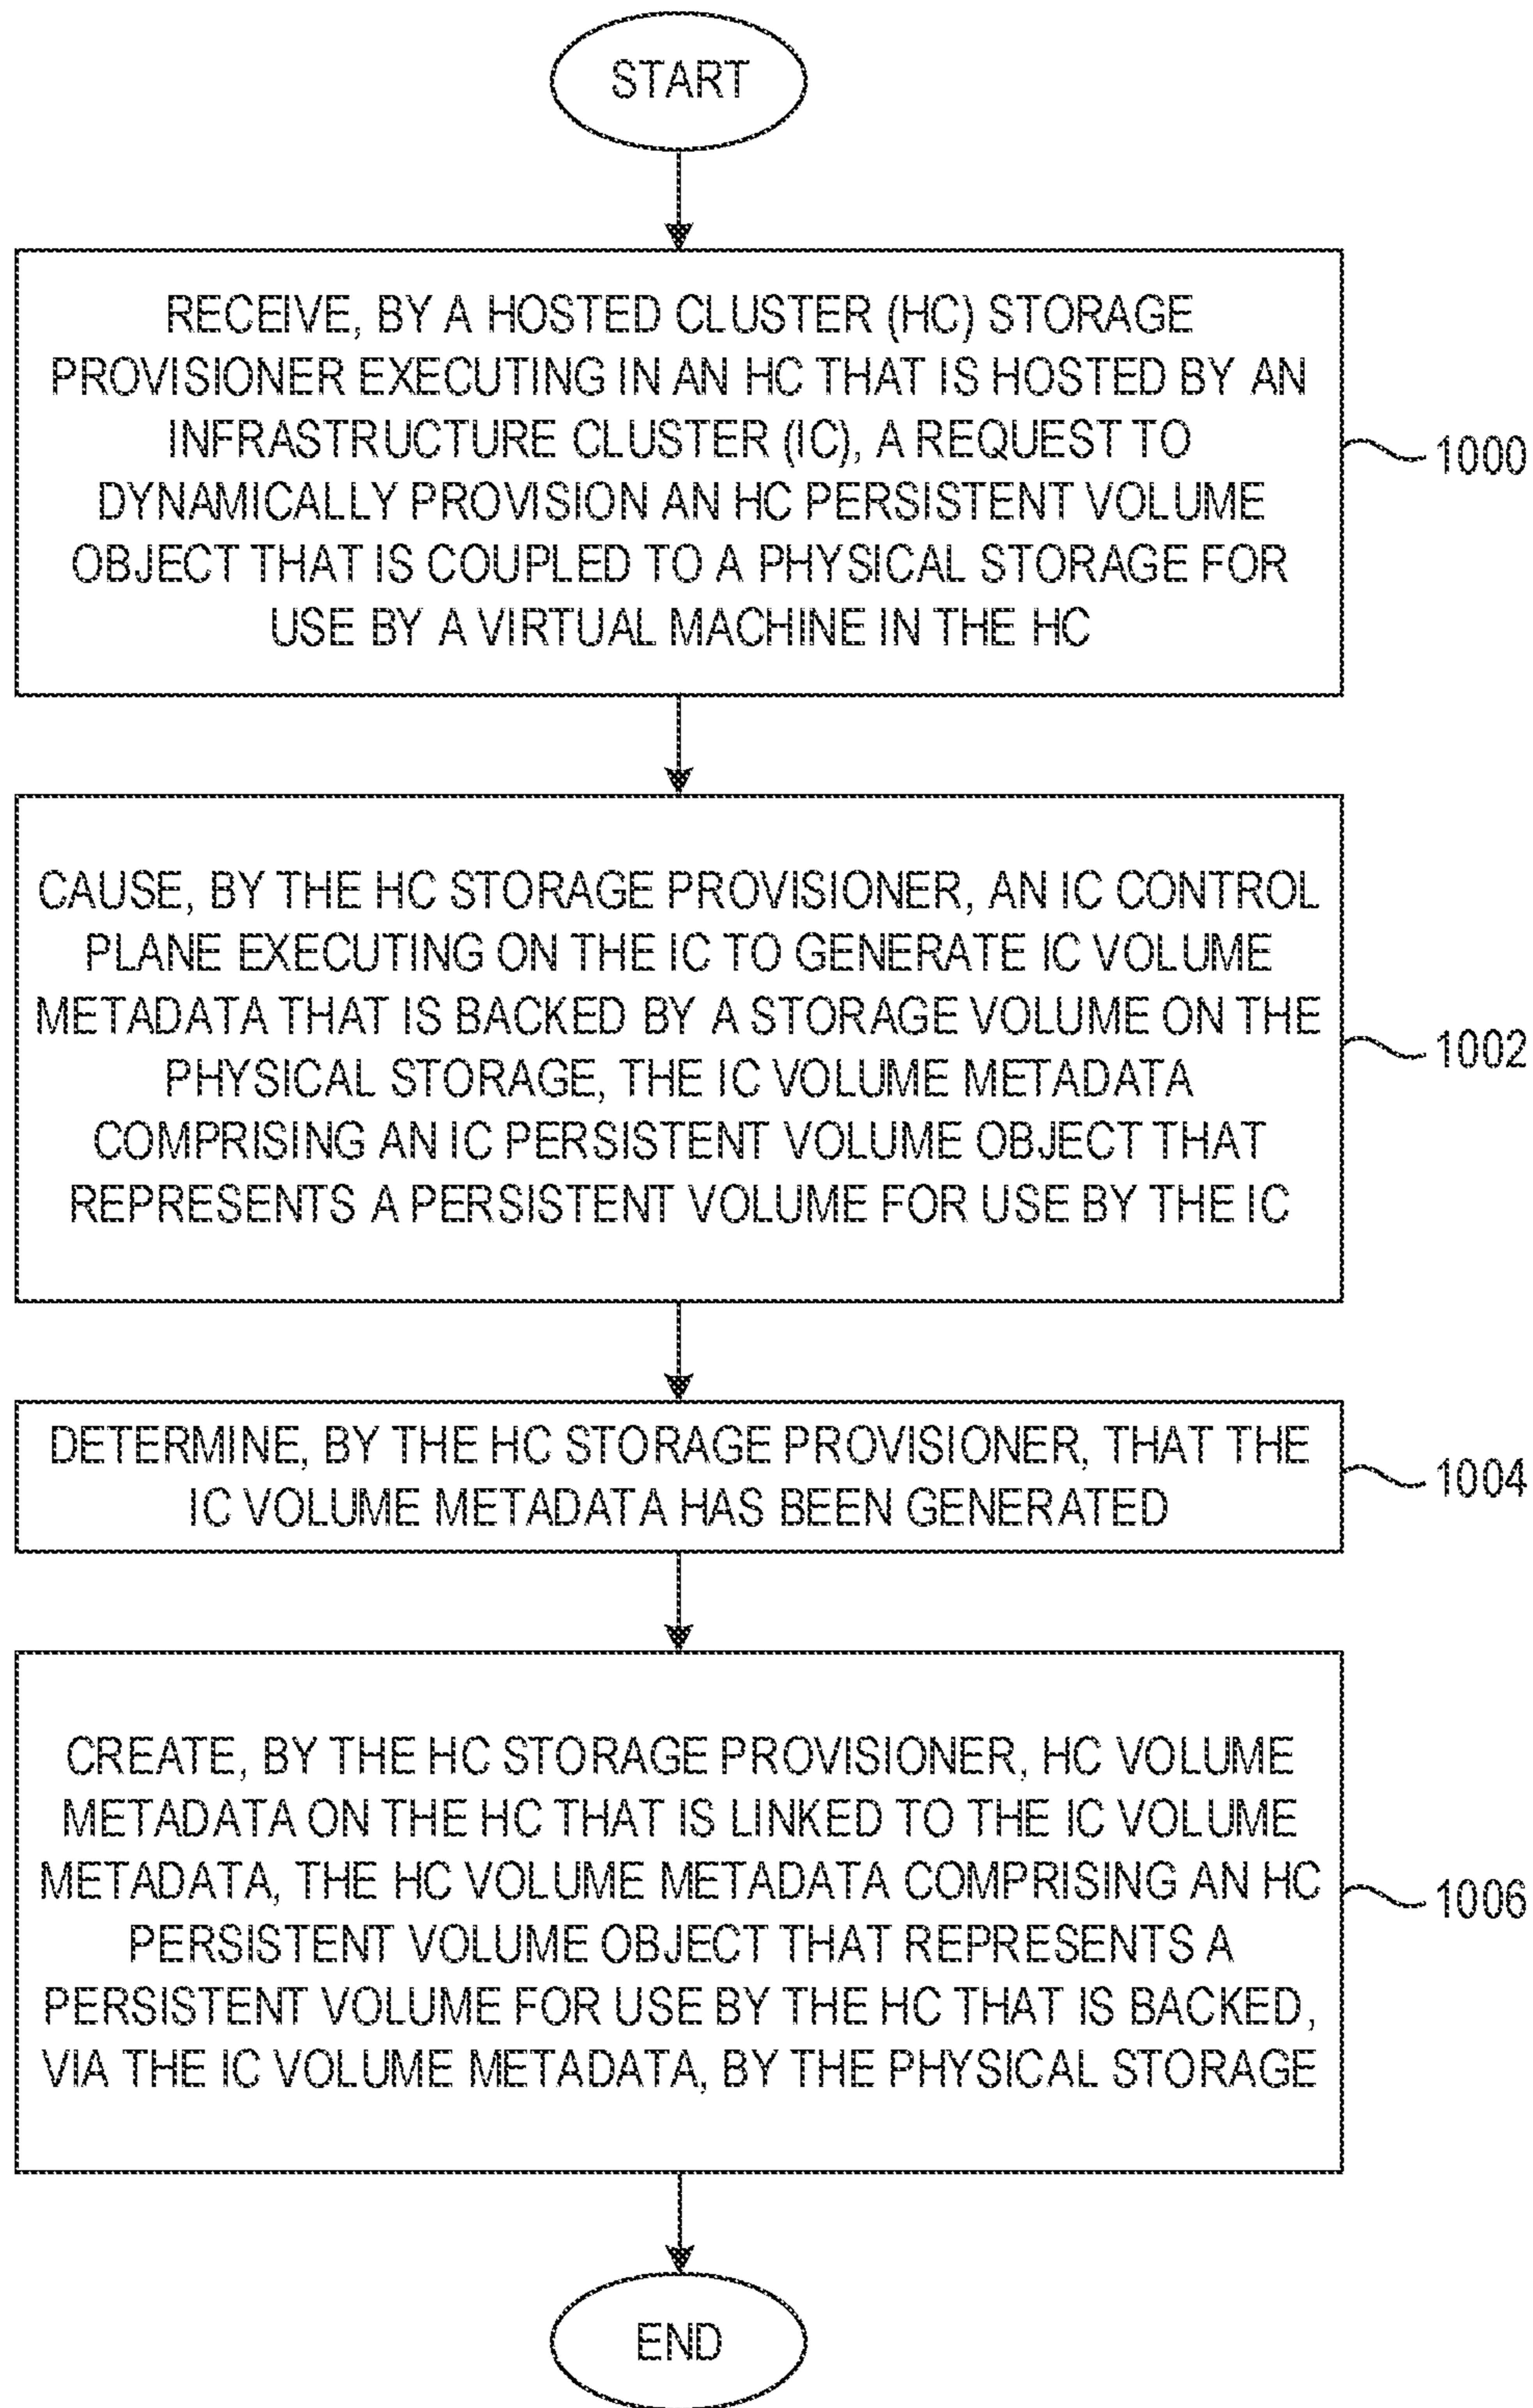 START
RECEIVE, BY A HOSTED CLUSTER (HC) STORAGE
PROVISIONER EXECUTING IN AN HC THAT IS HOSTED BY AN
INFRASTRUCTURE CLUSTER (IC), A REQUEST TO
DYNAMICALLY PROVISION AN HC PERSISTENT VOLUME
OBJECT THAT IS COUPLED TO A PHYSICAL STORAGE FOR
USE BY A VIRTUAL MACHINE IN THE HC
1000
CAUSE, BY THE HC STORAGE PROVISIONER, AN IC CONTROL
PLANE EXECUTING ON THE IC TO GENERATE IC VOLUME
METADATA THAT IS BACKED BY A STORAGE VOLUME ON THE
PHYSICAL STORAGE, THE IC VOLUME METADATA
COMPRISING AN IC PERSISTENT VOLUME OBJECT THAT
REPRESENTS A PERSISTENT VOLUME FOR USE BY THE IC
1002
DETERMINE, BY THE HC STORAGE PROVISIONER, THAT THE
IC VOLUME METADATA HAS BEEN GENERATED
1004
CREATE, BY THE HC STORAGE PROVISIONER, HC VOLUME
METADATA ON THE HC THAT IS LINKED TO THE IC VOLUME
METADATA, THE HC VOLUME METADATA COMPRISING AN HC
PERSISTENT VOLUME OBJECT THAT REPRESENTS A
PERSISTENT VOLUME FOR USE BY THE HC THAT IS BACKED,
VIA THE IC VOLUME METADATA, BY THE PHYSICAL STORAGE
1006
END